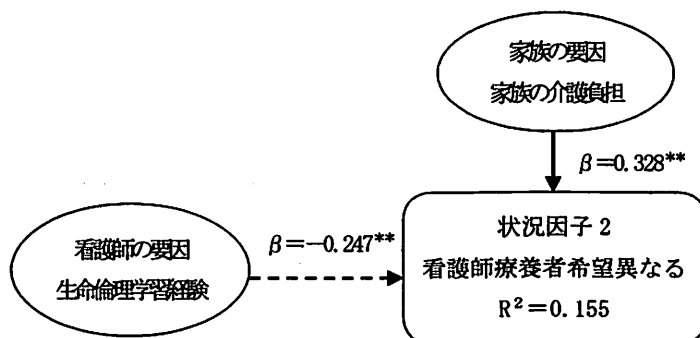 家族の要因
家族の介護負担
β=0.328**
看護師の要因
生命倫理学習経験
β=−0.247**
状況因子2
看護師療養者希望異なる
R²=0.155